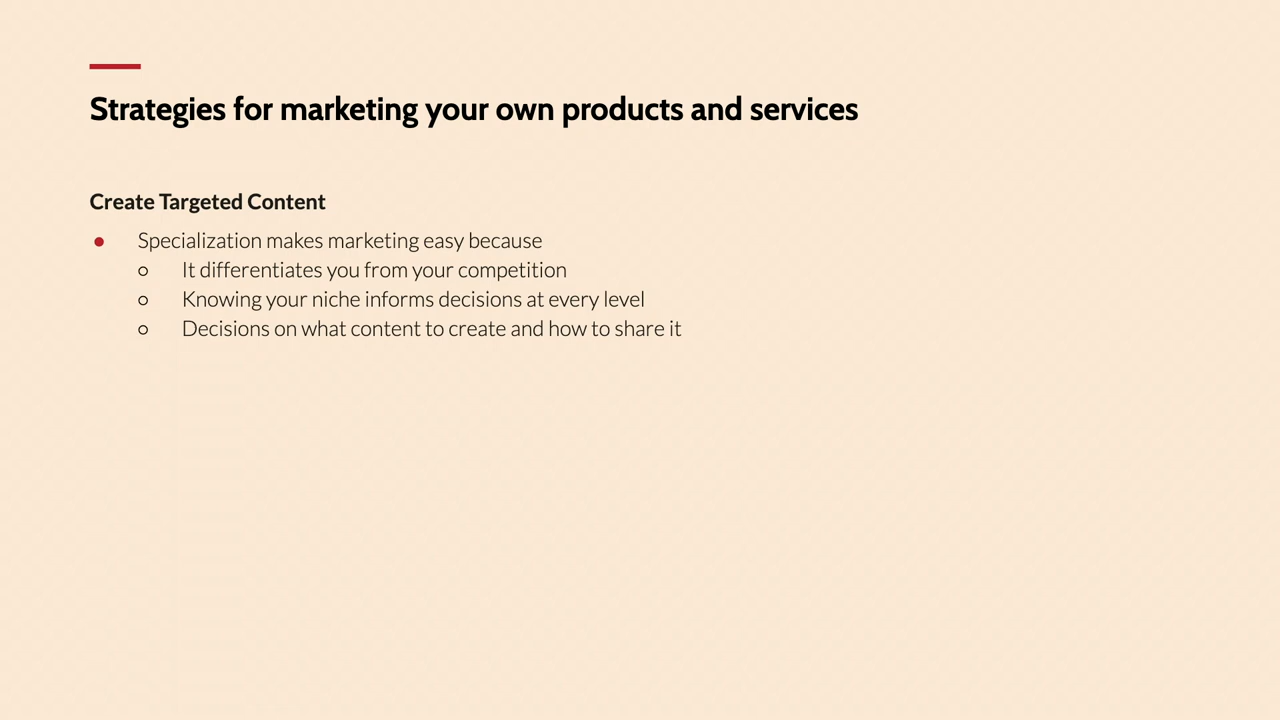 Strategies for marketing your own products and services
Create Targeted Content
● Specialization makes marketing easy because
○ It differentiates you from your competition
○ Knowing your niche informs decisions at every level
○ Decisions on what content to create and how to share it